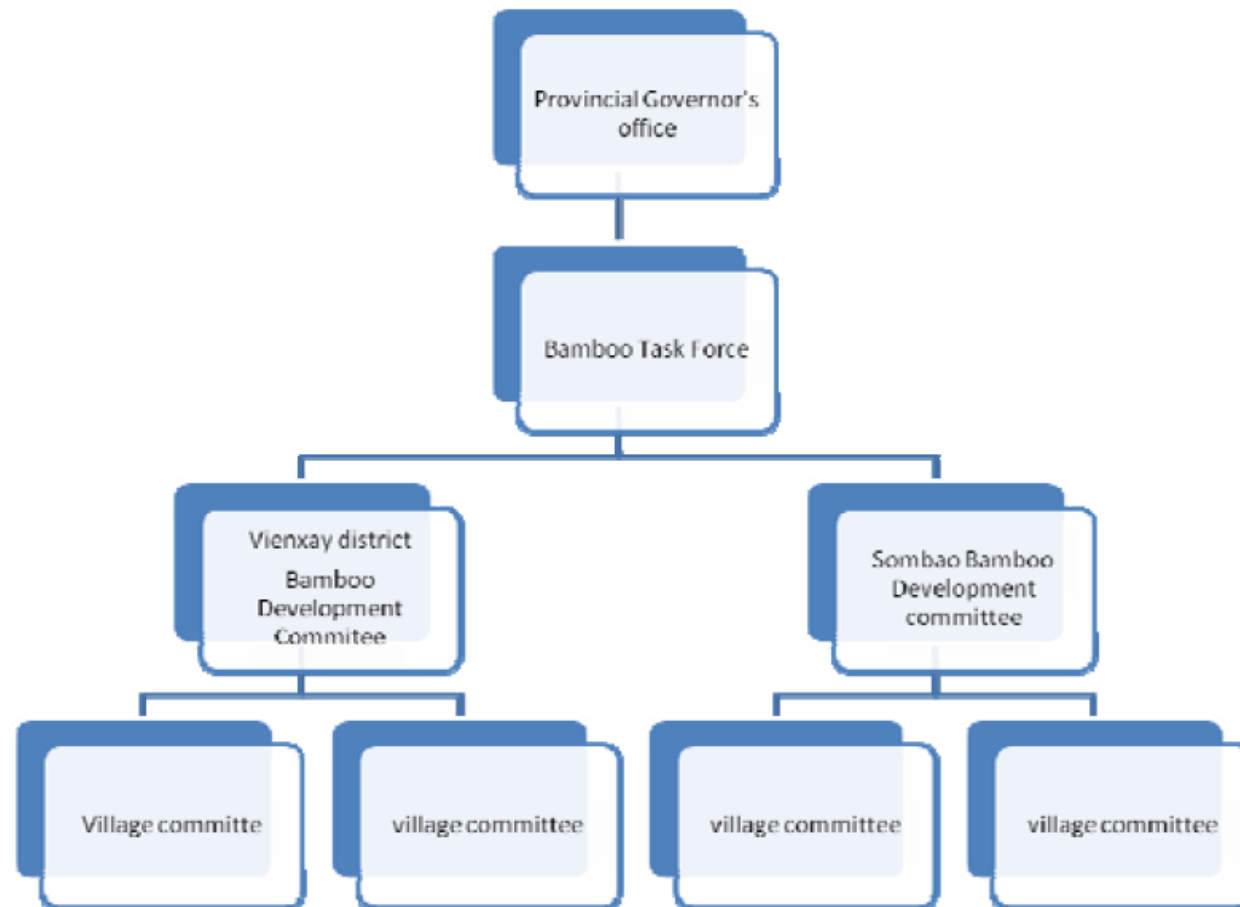 Provincial Governor's
office
Bamboo Task Force
Vienxay district
Bamboo
Development
Commitee
Sombao Bamboo
Development
committee
Village committe
village committee
village committee
village committee